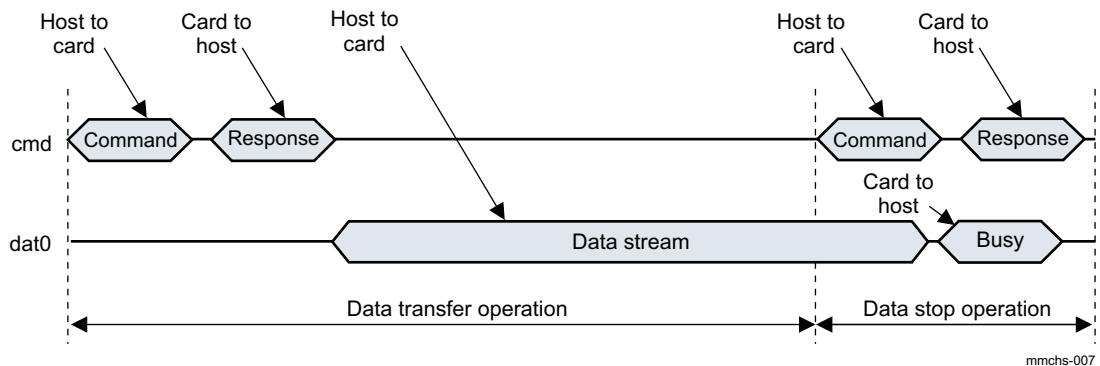 Host to
card
Card to
host
Host to
card
Host to
card
Card to
host
cmd
Command
Response
Command
Response
Card to
host
dat0
Data stream
Busy
Data transfer operation
Data stop operation
mmchs-007